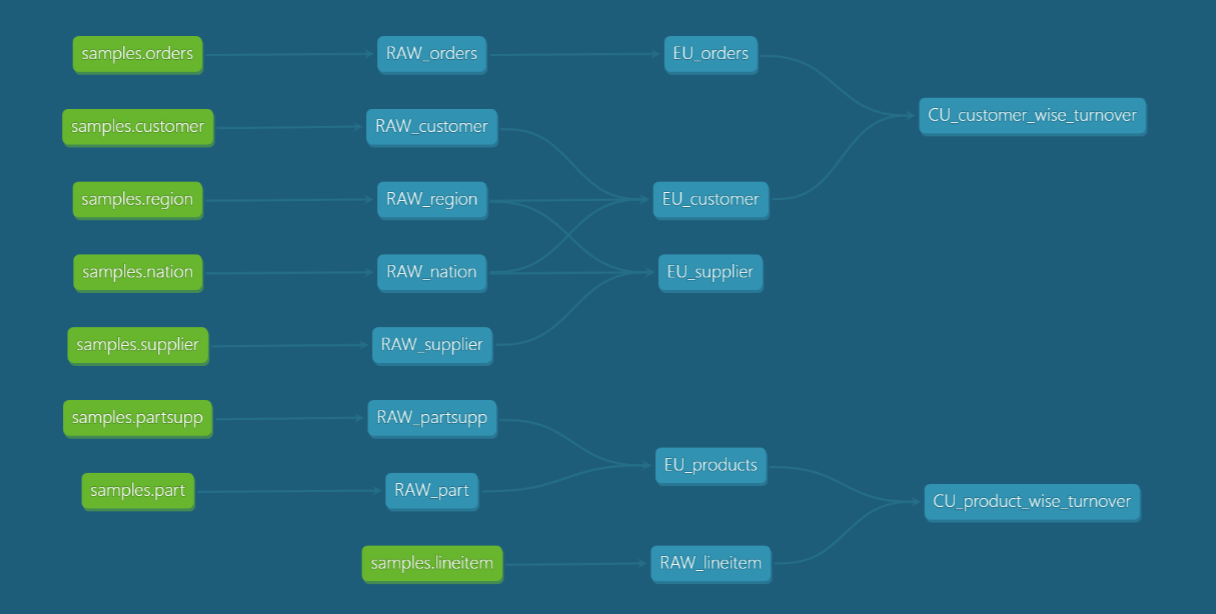 samples.orders
RAW_orders
EU_orders
CU_customer_wise_turnover
samples.customer
RAW_customer
samples.region
RAW_region
EU_customer
samples.nation
RAW_nation
EU_supplier
samples.supplier
RAW_supplier
samples.partsupp
RAW_partsupp
EU_products
samples.part
RAW_part
CU_product_wise_turnover
samples.lineitem
RAW_lineitem